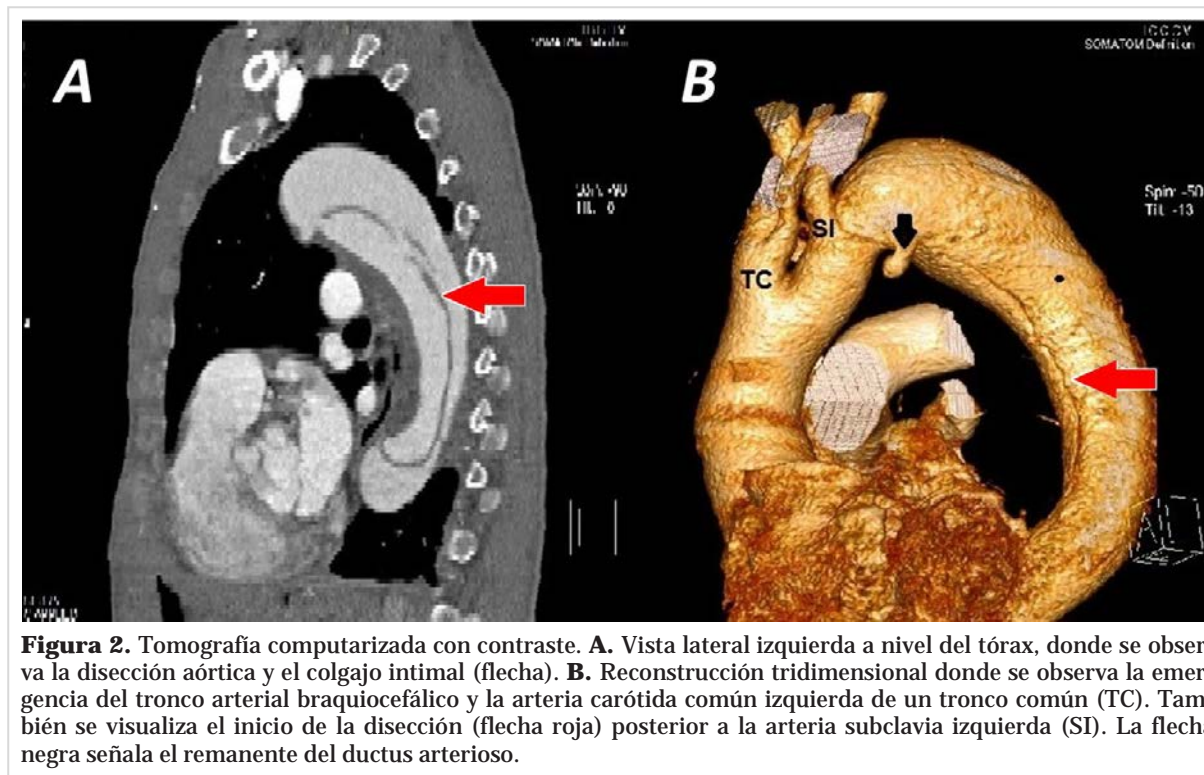 A
B
I.C.C.C.V
SOMATOM Definition
Spin: -50
Tilt: -13
SI
TC
Figura 2. Tomografía computarizada con contraste. A. Vista lateral izquierda a nivel del tórax, donde se obser-
va la disección aórtica y el colgajo intimal (flecha). B. Reconstrucción tridimensional donde se observa la emer-
gencia del tronco arterial braquiocefálico y la arteria carótida común izquierda de un tronco común (TC). Tam-
bién se visualiza el inicio de la disección (flecha roja) posterior a la arteria subclavia izquierda (SI). La flecha
negra señala el remanente del ductus arterioso.